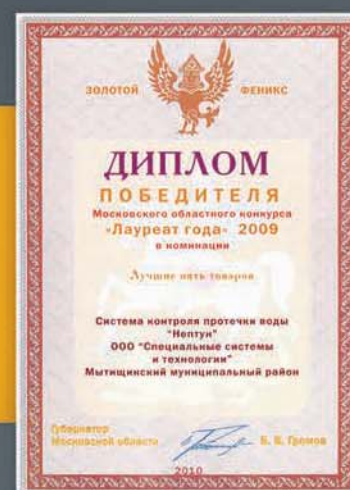 ЗОЛОТОЙ ФЕНИКС
ДИПЛОМ
ПОБЕДИТЕЛЯ
Московского областного конкурса
«Лауреат года» 2009
в номинации
Лучшие пять товаров
Система контроля протечки воды
"Нептун"
ООО "Специальные системы
и технологии"
Мытищинский муниципальный район
Губернатор
Московской области Б. В. Громов
2010